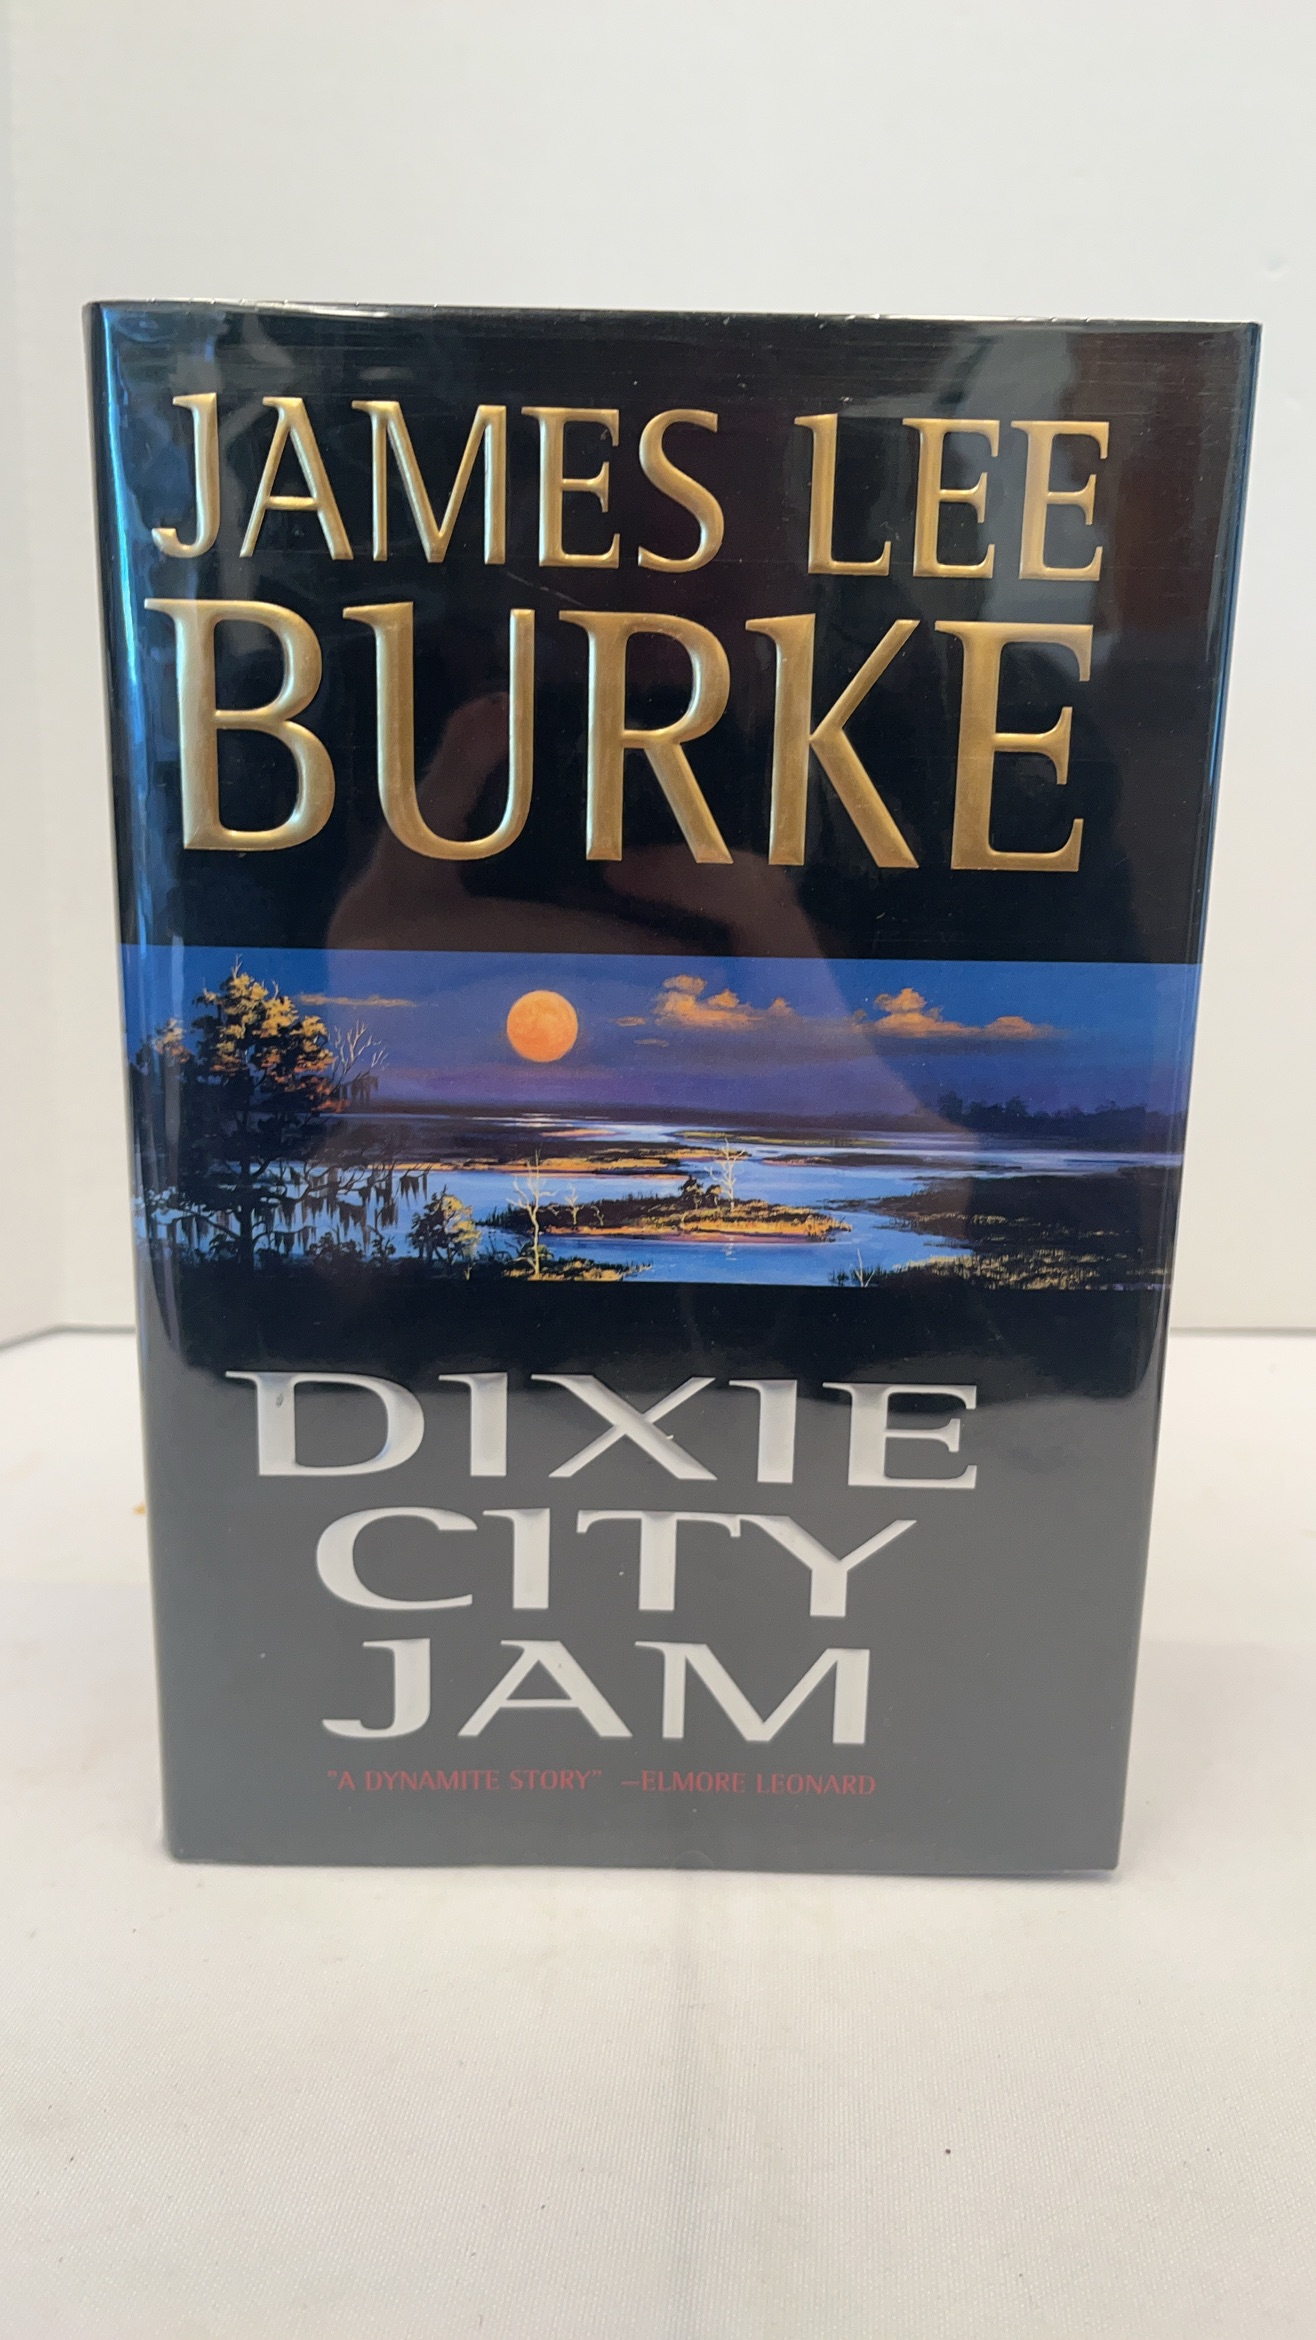 JAMES LEE
BURKE
DIXIE
CITY
JAM
"A DYNAMITE STORY" —ELMORE LEONARD